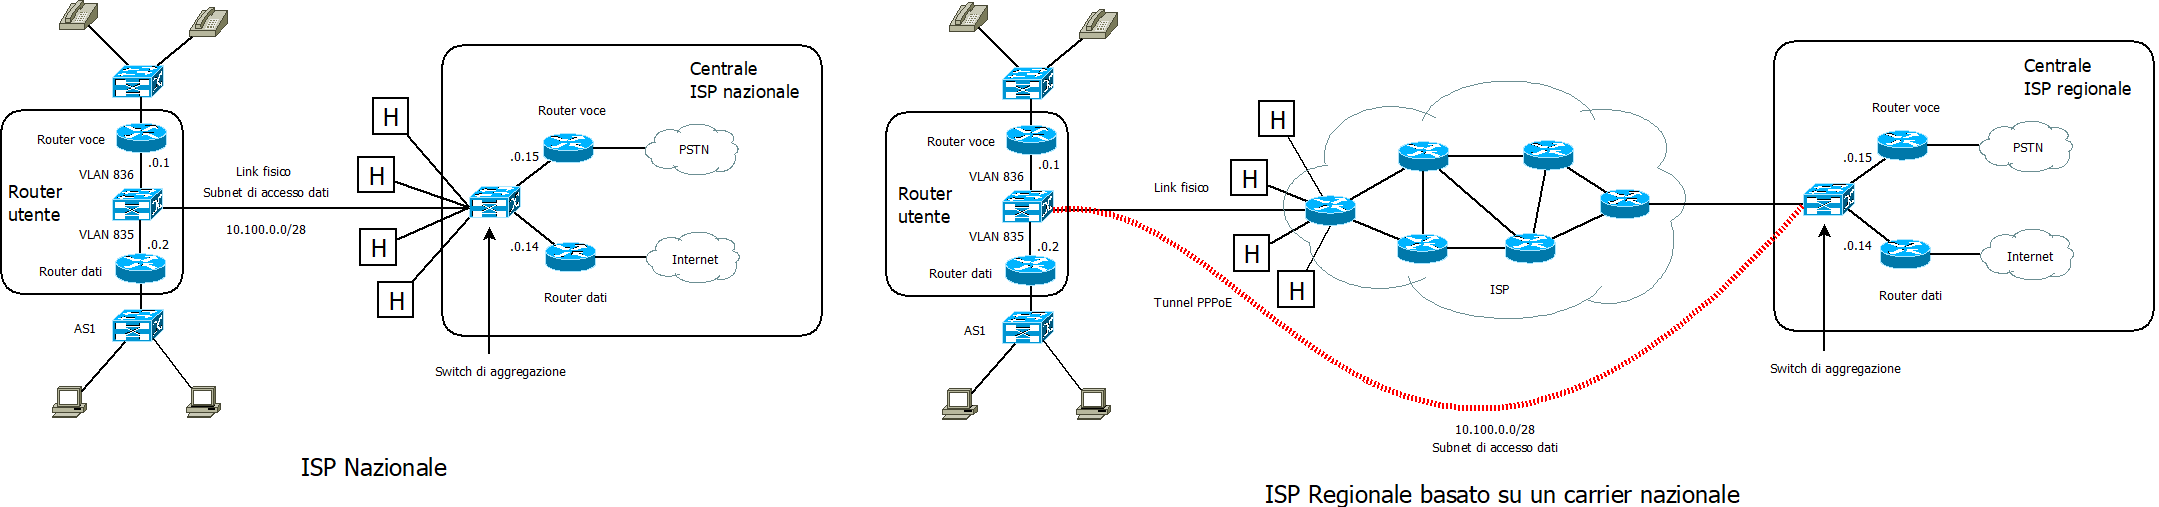 Centrale
ISP nazionale
Router voce
PSTN
.0.15
H
H
H
H
Router voce
.0.1
VLAN 836
Router
utente
VLAN 835
.0.2
Router dati
AS1
Link fisico
Subnet di accesso dati
10.100.0.0/28
.0.14
Internet
Router dati
Switch di aggregazione
ISP Nazionale
Centrale
ISP regionale
Router voce
PSTN
.0.15
H
H
H
H
Router voce
.0.1
VLAN 836
Router
utente
VLAN 835
.0.2
Router dati
AS1
Link fisico
Tunnel PPPoE
ISP
.0.14
Internet
Router dati
Switch di aggregazione
10.100.0.0/28
Subnet di accesso dati
ISP Regionale basato su un carrier nazionale